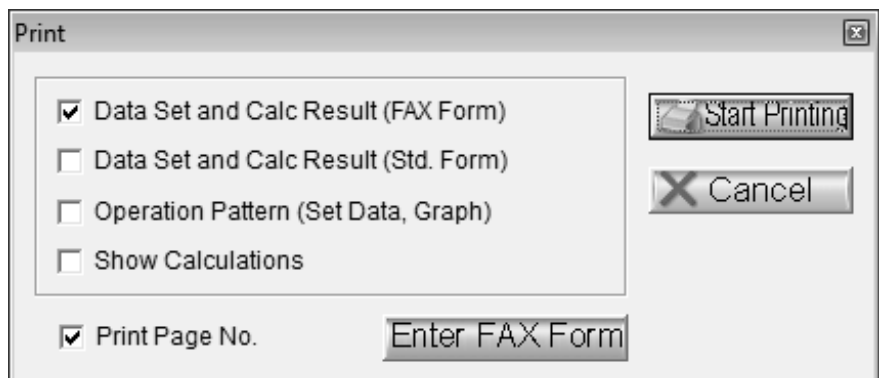 Print
Data Set and Calc Result (FAX Form)
Data Set and Calc Result (Std. Form)
Operation Pattern (Set Data, Graph)
Show Calculations
Print Page No.
Enter FAX Form
Start Printing
Cancel